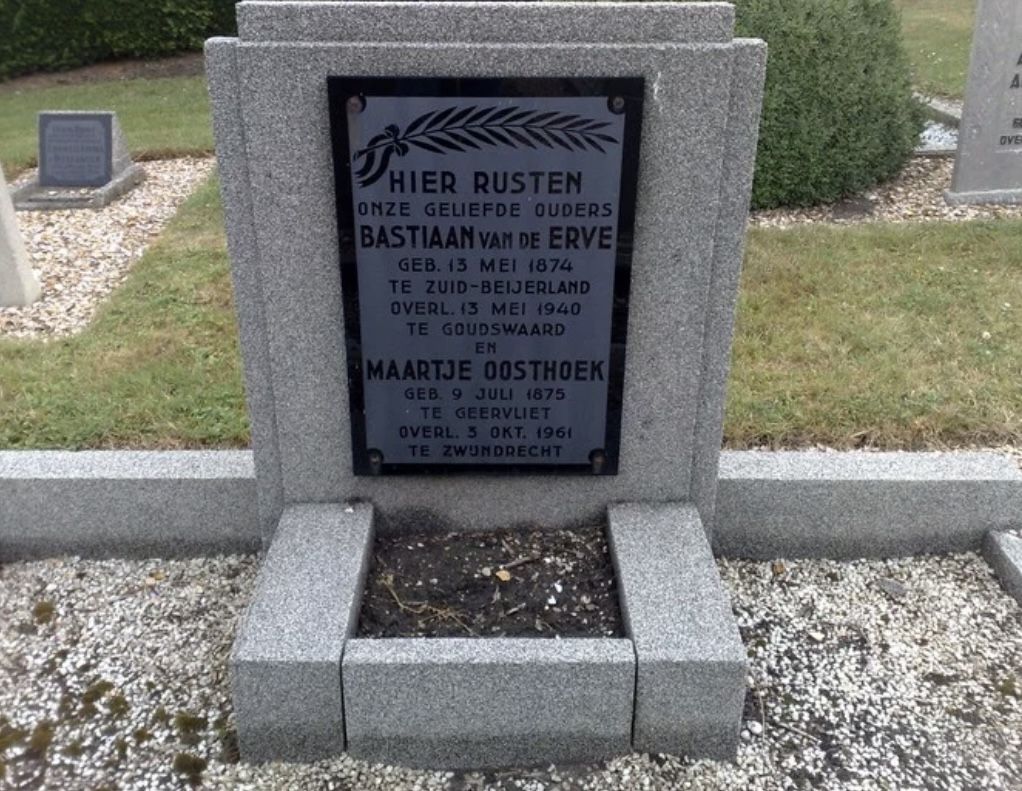 HIER RUSTEN
ONZE GELIEFDE OUDERS
BASTIAAN VAN DE ERVE
GEB. 13 MEI 1874
TE ZUID-BEIJERLAND
OVERL. 13 MEI 1940
TE GOUDSWAARD
EN
MAARTJE OOSTHOEK
GEB. 9 JULI 1875
TE GEERVLIET
OVERL. 3 OKT. 1961
TE ZWIJNDRECHT